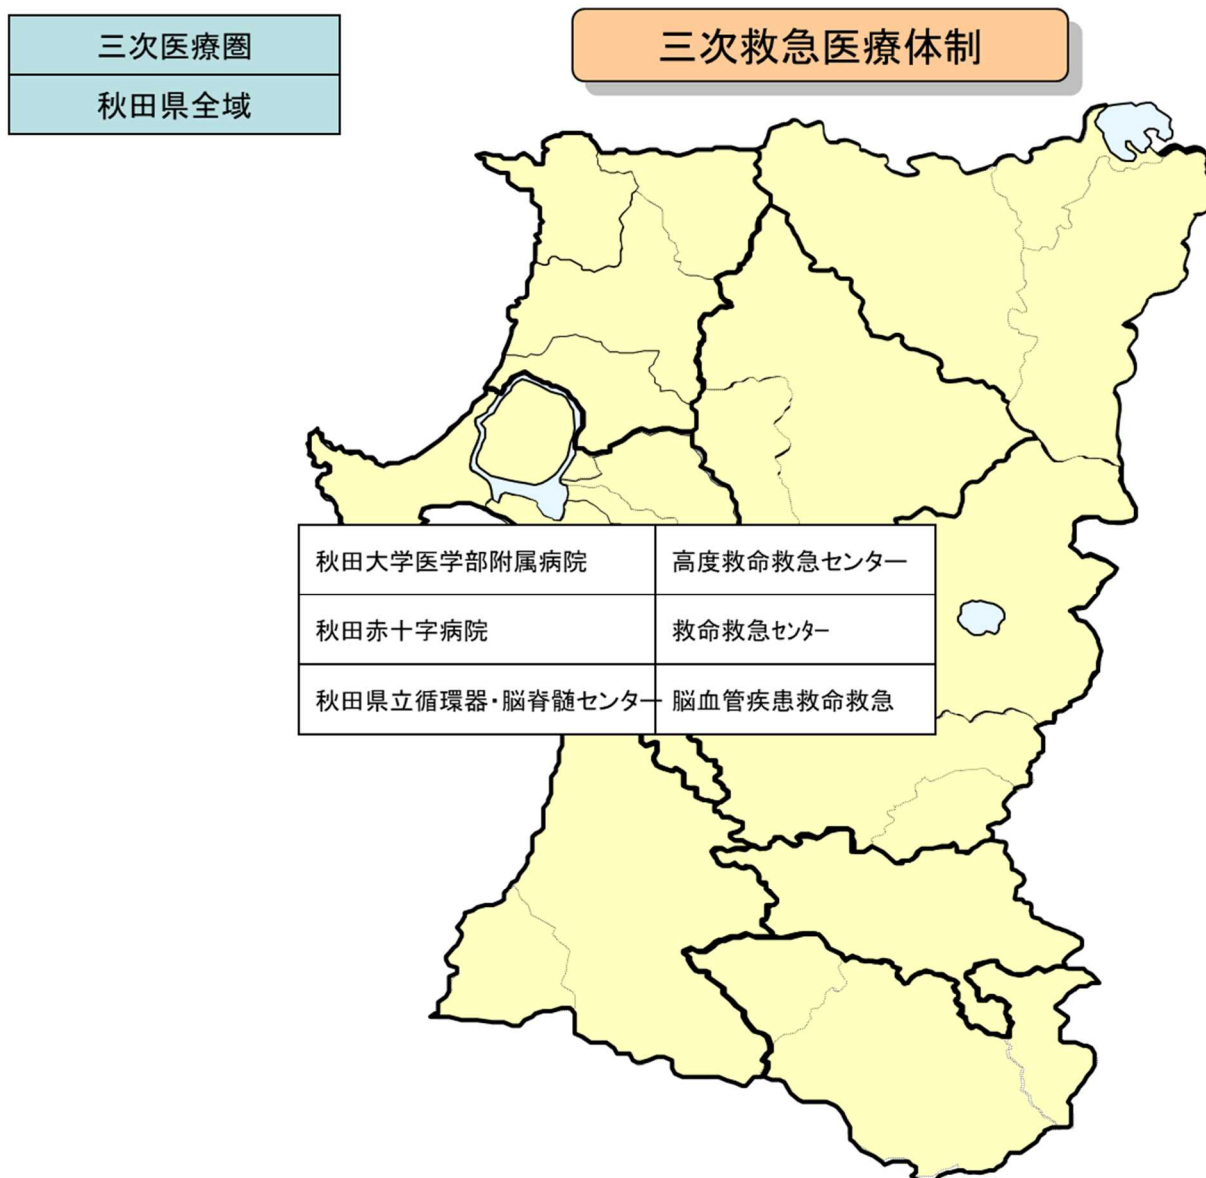 三次医療圏
秋田県全域
三次救急医療体制
秋田大学医学部附属病院 高度救命救急センター
秋田赤十字病院 救命救急センター
秋田県立循環器・脳脊髄センター 脳血管疾患救命救急